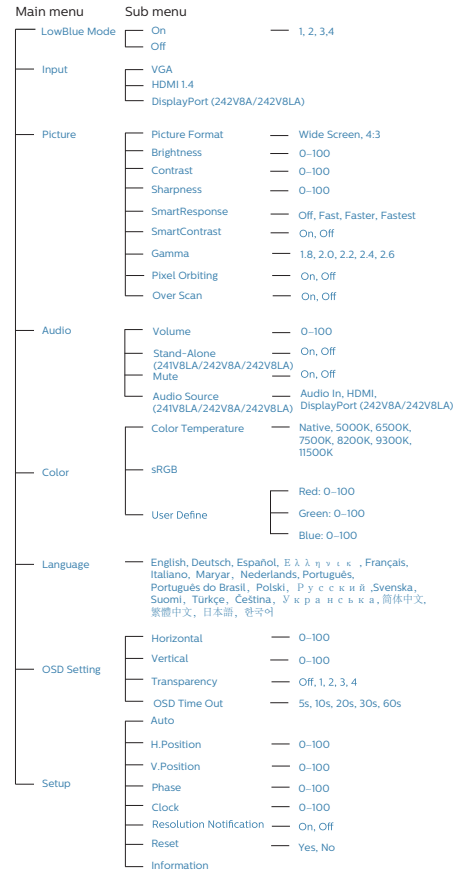 Main menu Sub menu
LowBlue Mode On 1, 2, 3,4
Off
Input VGA
HDMI 1.4
DisplayPort (242V8A/242V8LA)
Picture Picture Format Wide Screen, 4:3
Brightness 0-100
Contrast 0-100
Sharpness 0-100
SmartResponse Off, Fast, Faster, Fastest
SmartContrast On, Off
Gamma 1.8, 2.0, 2.2, 2.4, 2.6
Pixel Orbiting On, Off
Over Scan On, Off
Audio Volume 0-100
Stand-Alone On, Off
(241V8LA/242V8A/242V8LA)
Mute On, Off
Audio Source Audio In, HDMI,
(241V8LA/242V8A/242V8LA) DisplayPort (242V8A/242V8LA)
Color Temperature Native, 5000K, 6500K,
7500K, 8200K, 9300K,
11500K
Color sRGB
Red: 0-100
User Define Green: 0-100
Blue: 0-100
Language English, Deutsch, Español, Ελληνικ , Français,
Italiano, Maryar, Nederlands, Português,
Português do Brasil, Polski, Русский ,Svenska,
Suomi, Türkçe, Čeština, Українська, 简体中文,
繁體中文, 日本語, 한국어
Horizontal 0-100
Vertical 0-100
OSD Setting Transparency Off, 1, 2, 3, 4
OSD Time Out 5s, 10s, 20s, 30s, 60s
Auto
H.Position 0-100
V.Position 0-100
Setup Phase 0-100
Clock 0-100
Resolution Notification On, Off
Reset Yes, No
Information